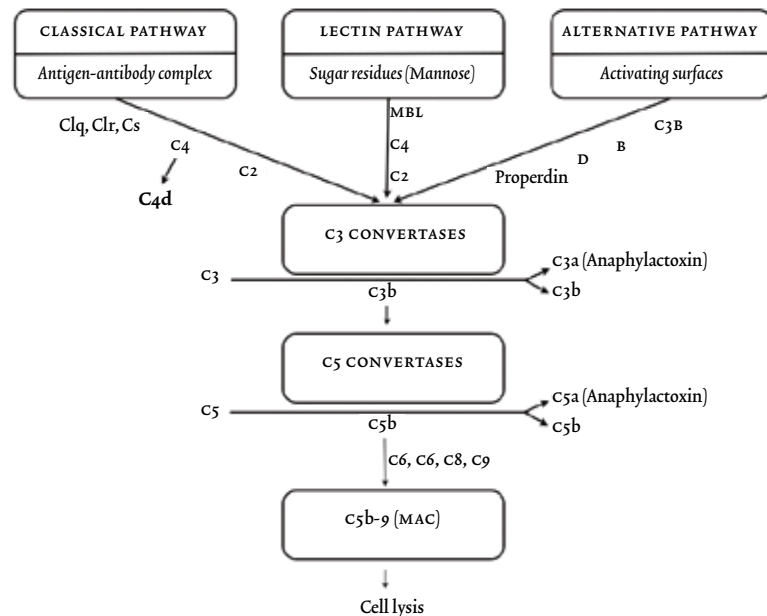 CLASSICAL PATHWAY
Antigen-antibody complex
LECTIN PATHWAY
Sugar residues (Mannose)
ALTERNATIVE PATHWAY
Activating surfaces
Clq, Clr, Cs
C4
C2
C4d
MBL
C4
C2
C3B
B
D
Properdin
C3 CONVERTASES
C3
C3b
C3a (Anaphylactoxin)
C3b
C5 CONVERTASES
C5
C5b
C5a (Anaphylactoxin)
C5b
C6, C6, C8, C9
C5b-9 (MAC)
Cell lysis